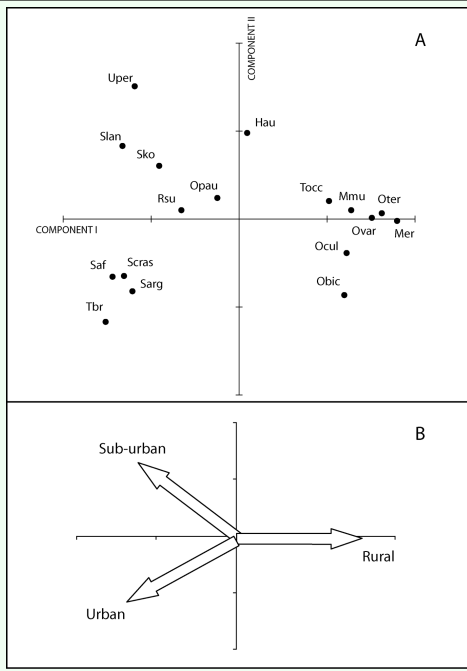 COMPONENT II
A
Uper
Hau
Slan
Sko
Opau
Rsu
Tocc
Mmu
Oter
Ovar
Mer
COMPONENT I
Ocul
Saf
Scras
Sarg
Obic
Tbr
B
Sub-urban
Rural
Urban